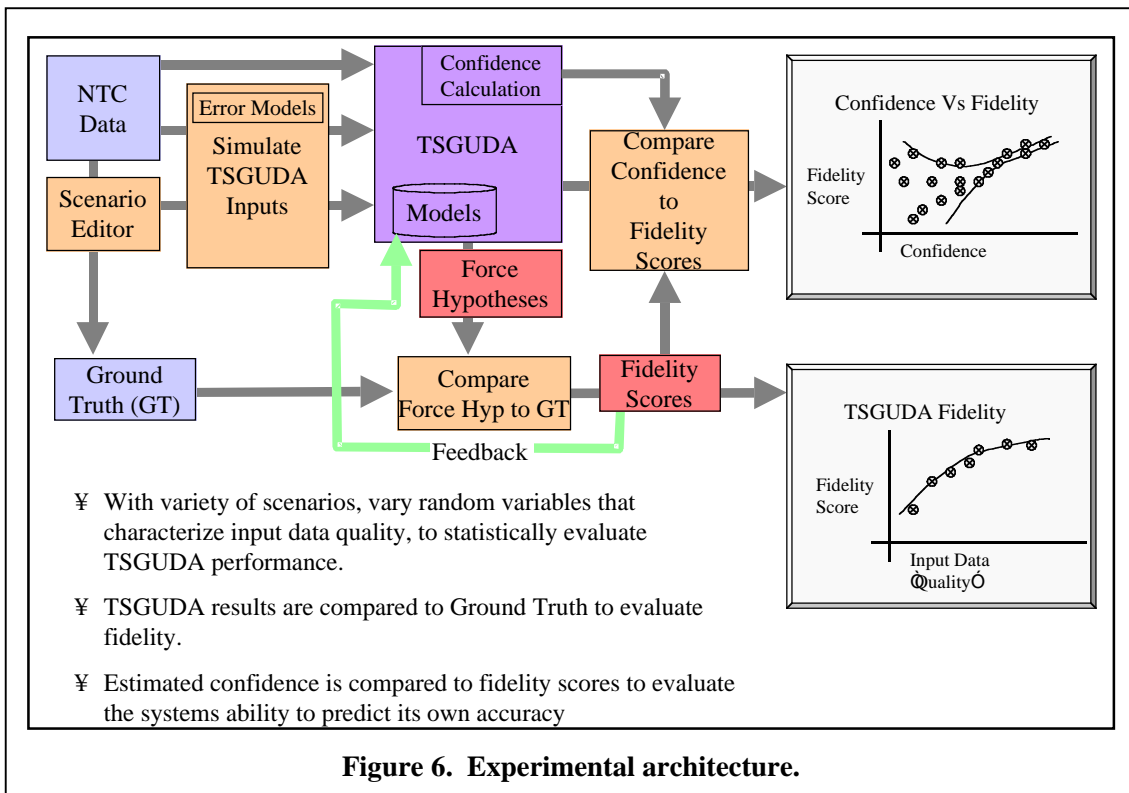 NTC
Data
Scenario
Editor
Error Models
Simulate
TSGUDA
Inputs
Confidence
Calculation
TSGUDA
Models
Force
Hypotheses
Compare
Confidence
to
Fidelity
Scores
Ground
Truth (GT)
Compare
Force Hyp to GT
Fidelity
Scores
Feedback
Confidence Vs Fidelity
Fidelity
Score
Confidence
TSGUDA Fidelity
Fidelity
Score
Input Data
ÒQualityÓ
¥ With variety of scenarios, vary random variables that
characterize input data quality, to statistically evaluate
TSGUDA performance.
¥ TSGUDA results are compared to Ground Truth to evaluate
fidelity.
¥ Estimated confidence is compared to fidelity scores to evaluate
the systems ability to predict its own accuracy
Figure 6. Experimental architecture.